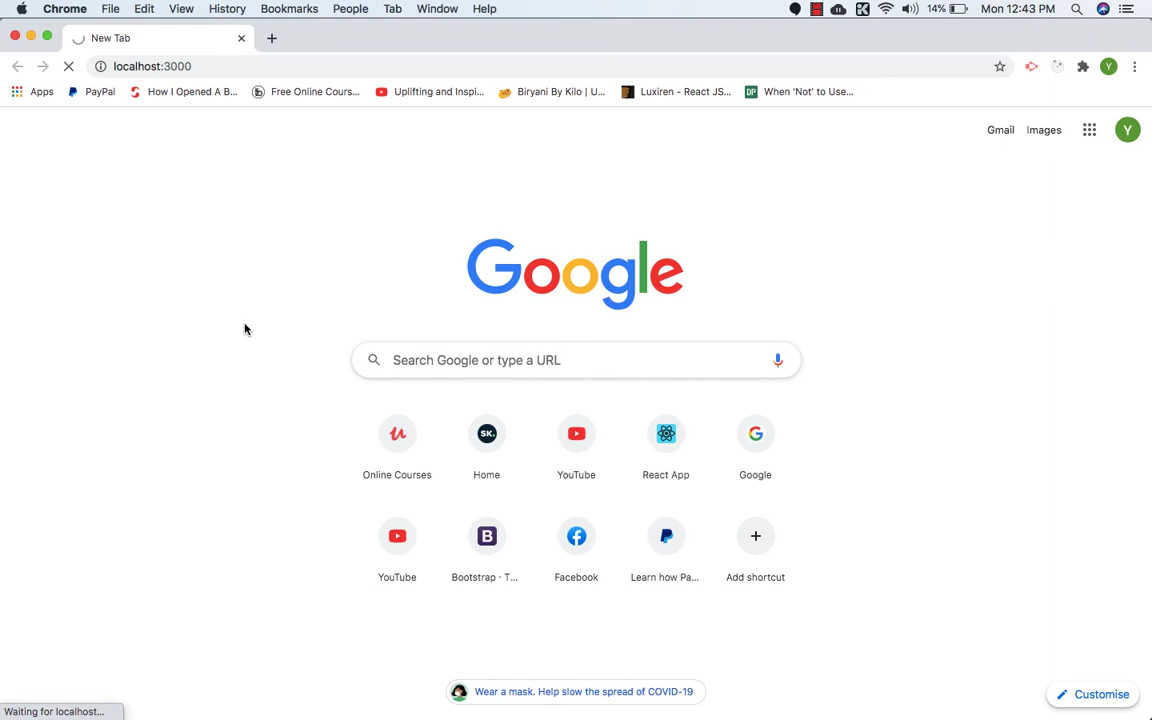 Chrome File Edit View History Bookmarks People Tab Window Help 14% Mon 12:43 PM
New Tab
localhost:3000 Y
Apps PayPal How I Opened A B... Free Online Cours... Uplifting and Inspi... Biryani By Kilo | U... DP Luxiren - React JS... When 'Not' to Use...
Gmail Images Y
Google
Search Google or type a URL
SK.
Online Courses Home YouTube React App Google
B
YouTube Bootstrap · T... Facebook Learn how Pa... Add shortcut
Wear a mask. Help slow the spread of COVID-19
Customise
Waiting for localhost...